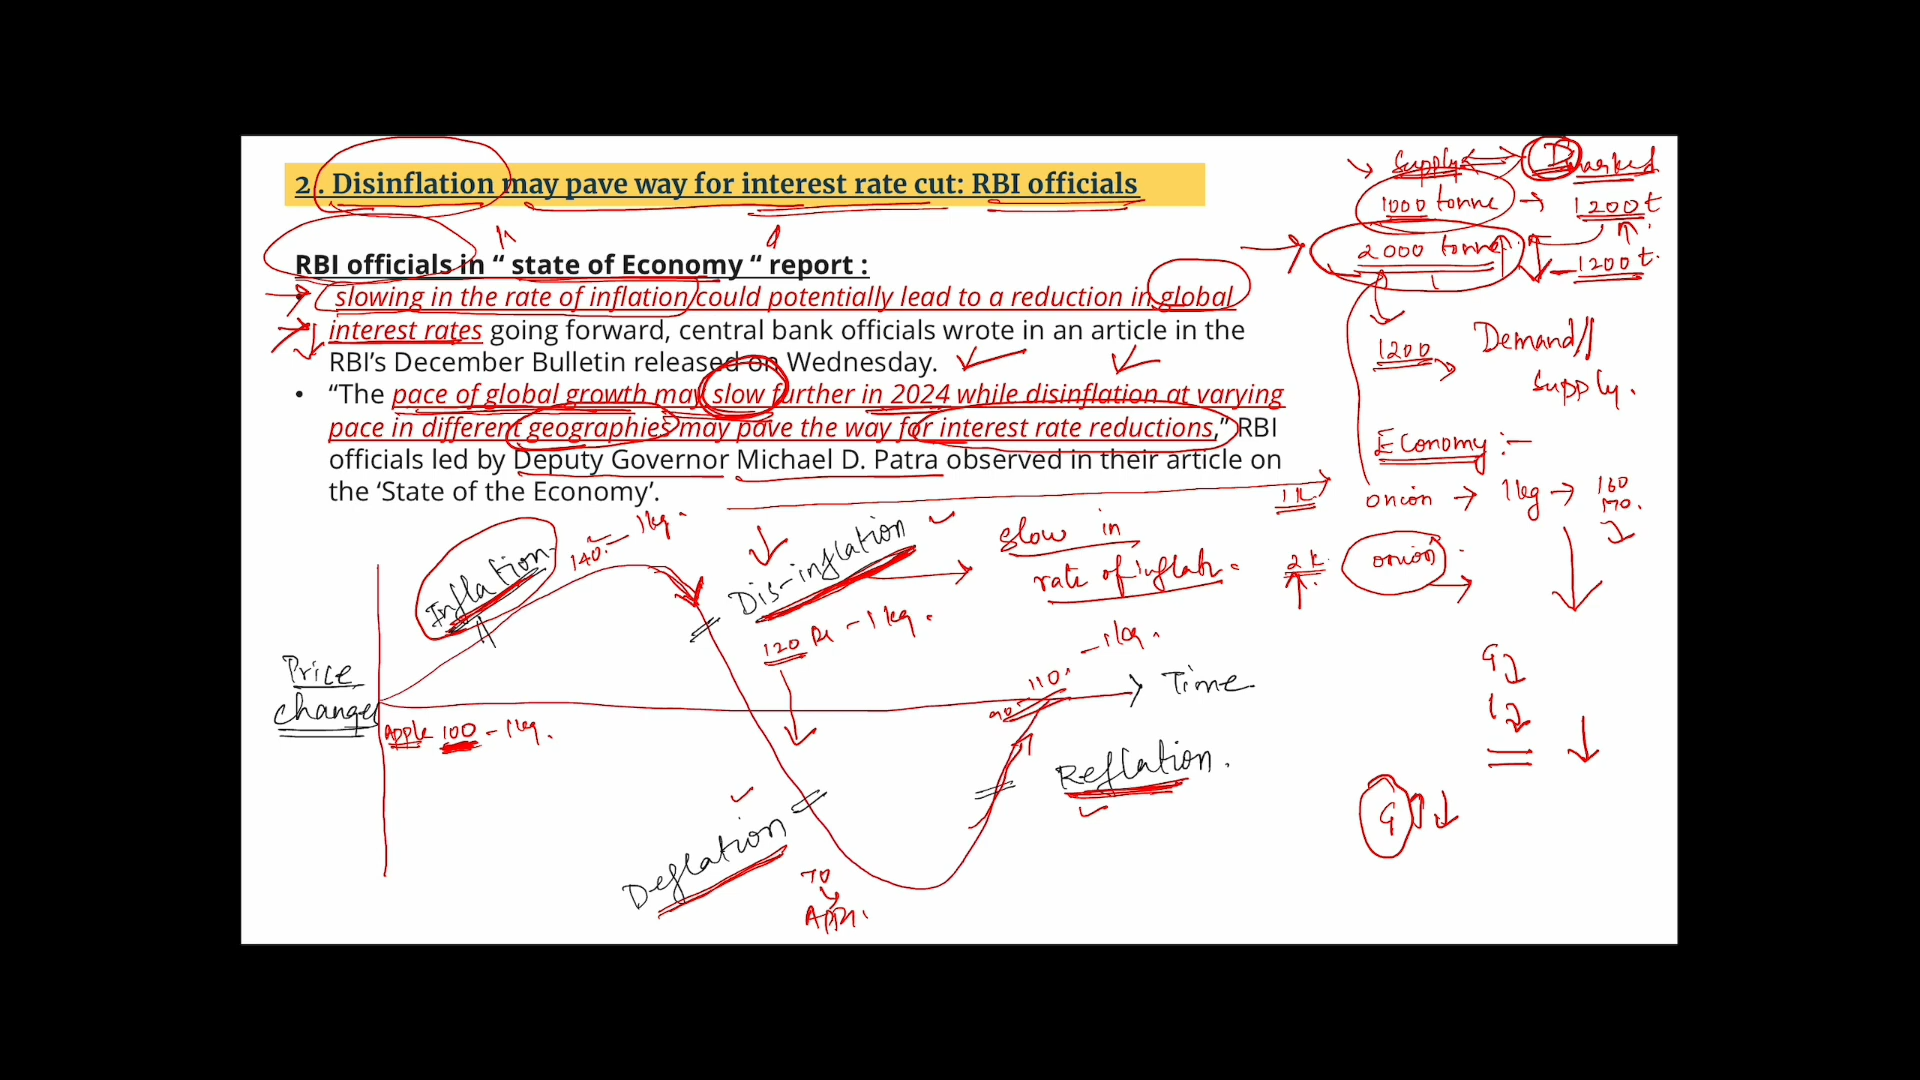 2 . Disinflation may pave way for interest rate cut: RBI officials
RBI officials in “ state of Economy “ report :
• slowing in the rate of inflation could potentially lead to a reduction in global
interest rates going forward, central bank officials wrote in an article in the
RBI’s December Bulletin released on Wednesday.
• “The pace of global growth may slow further in 2024 while disinflation at varying
pace in different geographies may pave the way for interest rate reductions,” RBI
officials led by Deputy Governor Michael D. Patra observed in their article on
the ‘State of the Economy’.
Supply
1000 tonne → 1200 t
2000 tonne - 1200 t.
1200
Demand//
Supply.
Economy :-
onion → 1kg → 160
170.
2k onion
Inflation
140. - 1kg.
Dis-inflation
slow in
rate of
120 Rs - 1kg.
Price
changes
apple 100 - 1kg.
110. - 1kg.
90
Time
Reflation.
Deflation
70
G